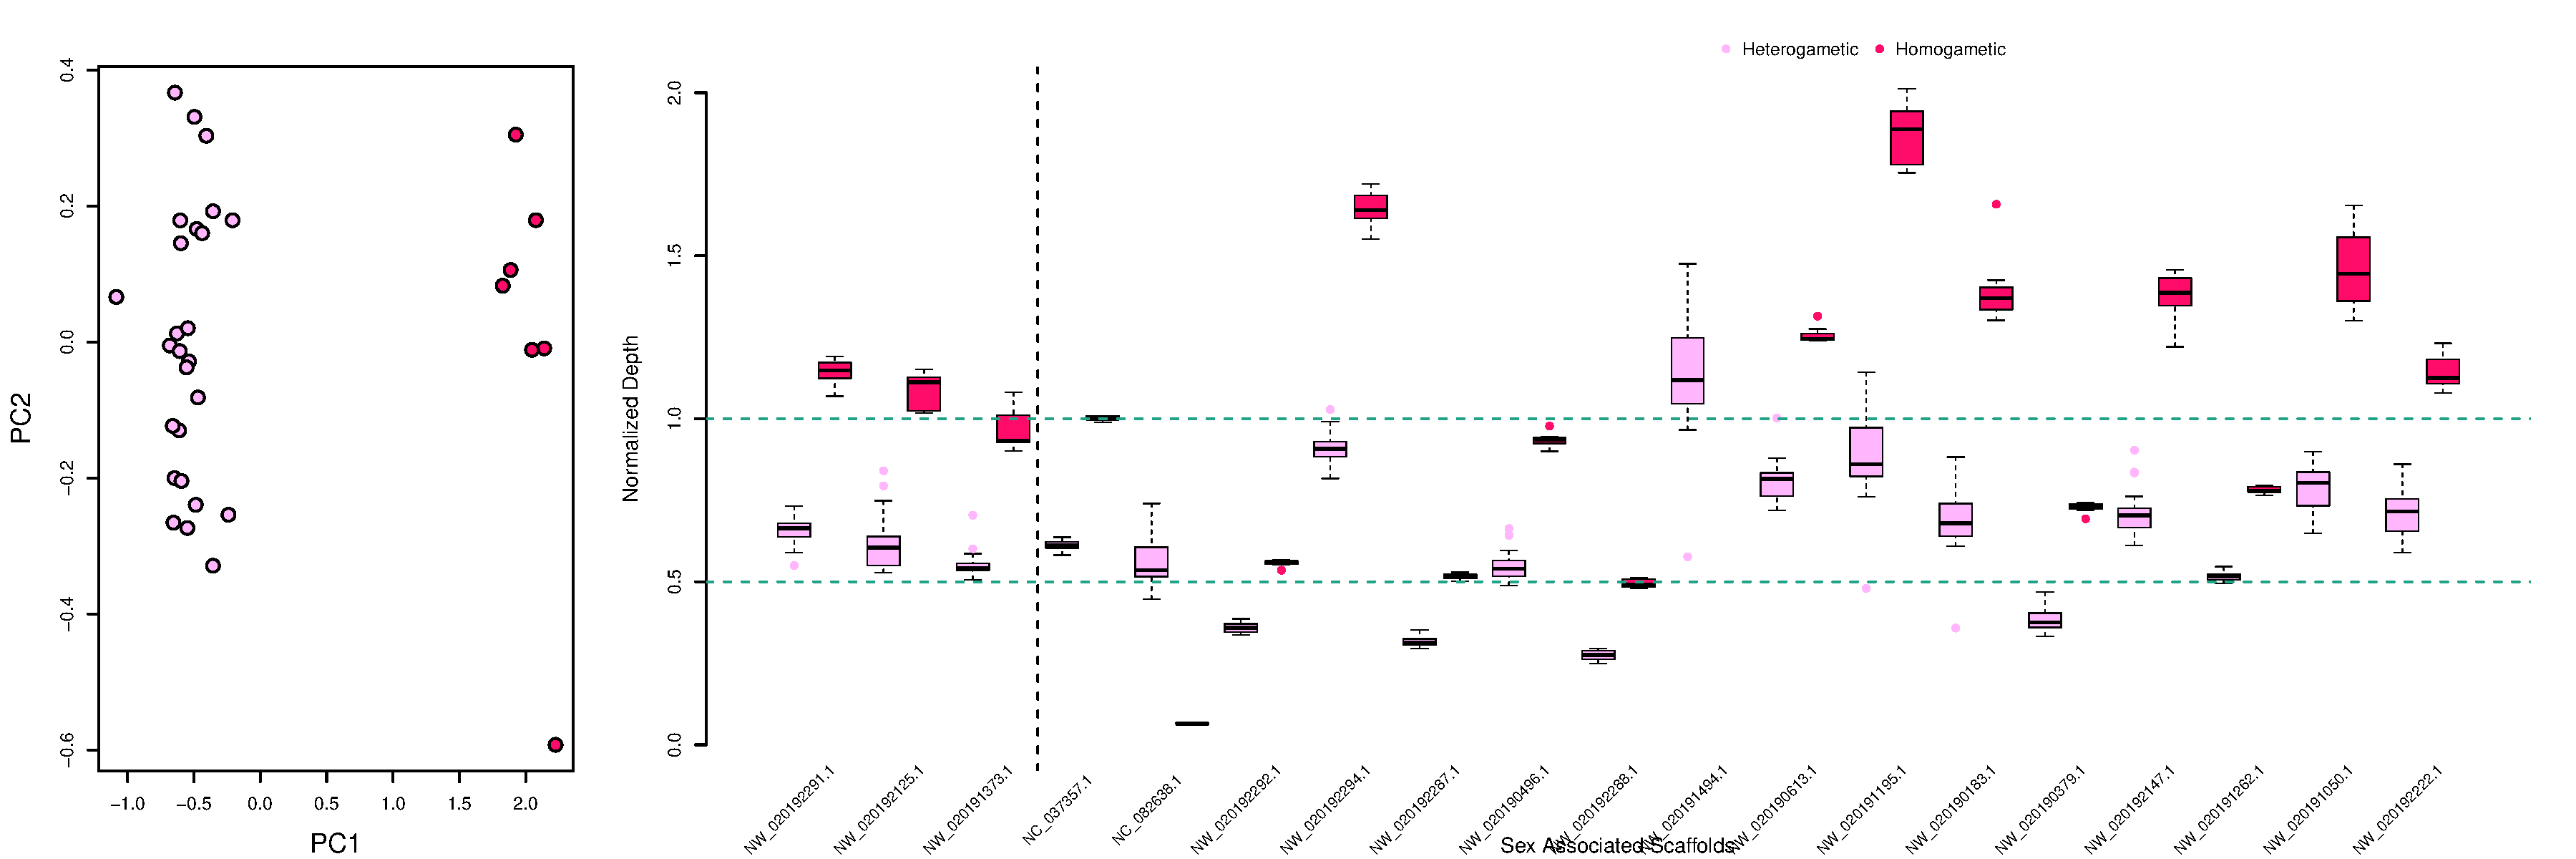 Heterogametic Homogametic
PC2
0.4
0.2
0.0
−0.2
−0.4
−0.6
−1.0 −0.5 0.0 0.5 1.0 1.5 2.0
PC1
Normalized Depth
2.0
1.5
1.0
0.5
0.0
NW_020192291.1
NW_020192125.1
NW_020191373.1
NC_037357.1
NC_082638.1
NW_020192292.1
NW_020192294.1
NW_020192287.1
NW_020190496.1
NW_020192288.1
NW_020191494.1
NW_020190613.1
NW_020191195.1
NW_020190183.1
NW_020190379.1
NW_020192147.1
NW_020191262.1
NW_020191050.1
NW_020192222.1
Sex Associated Scaffolds